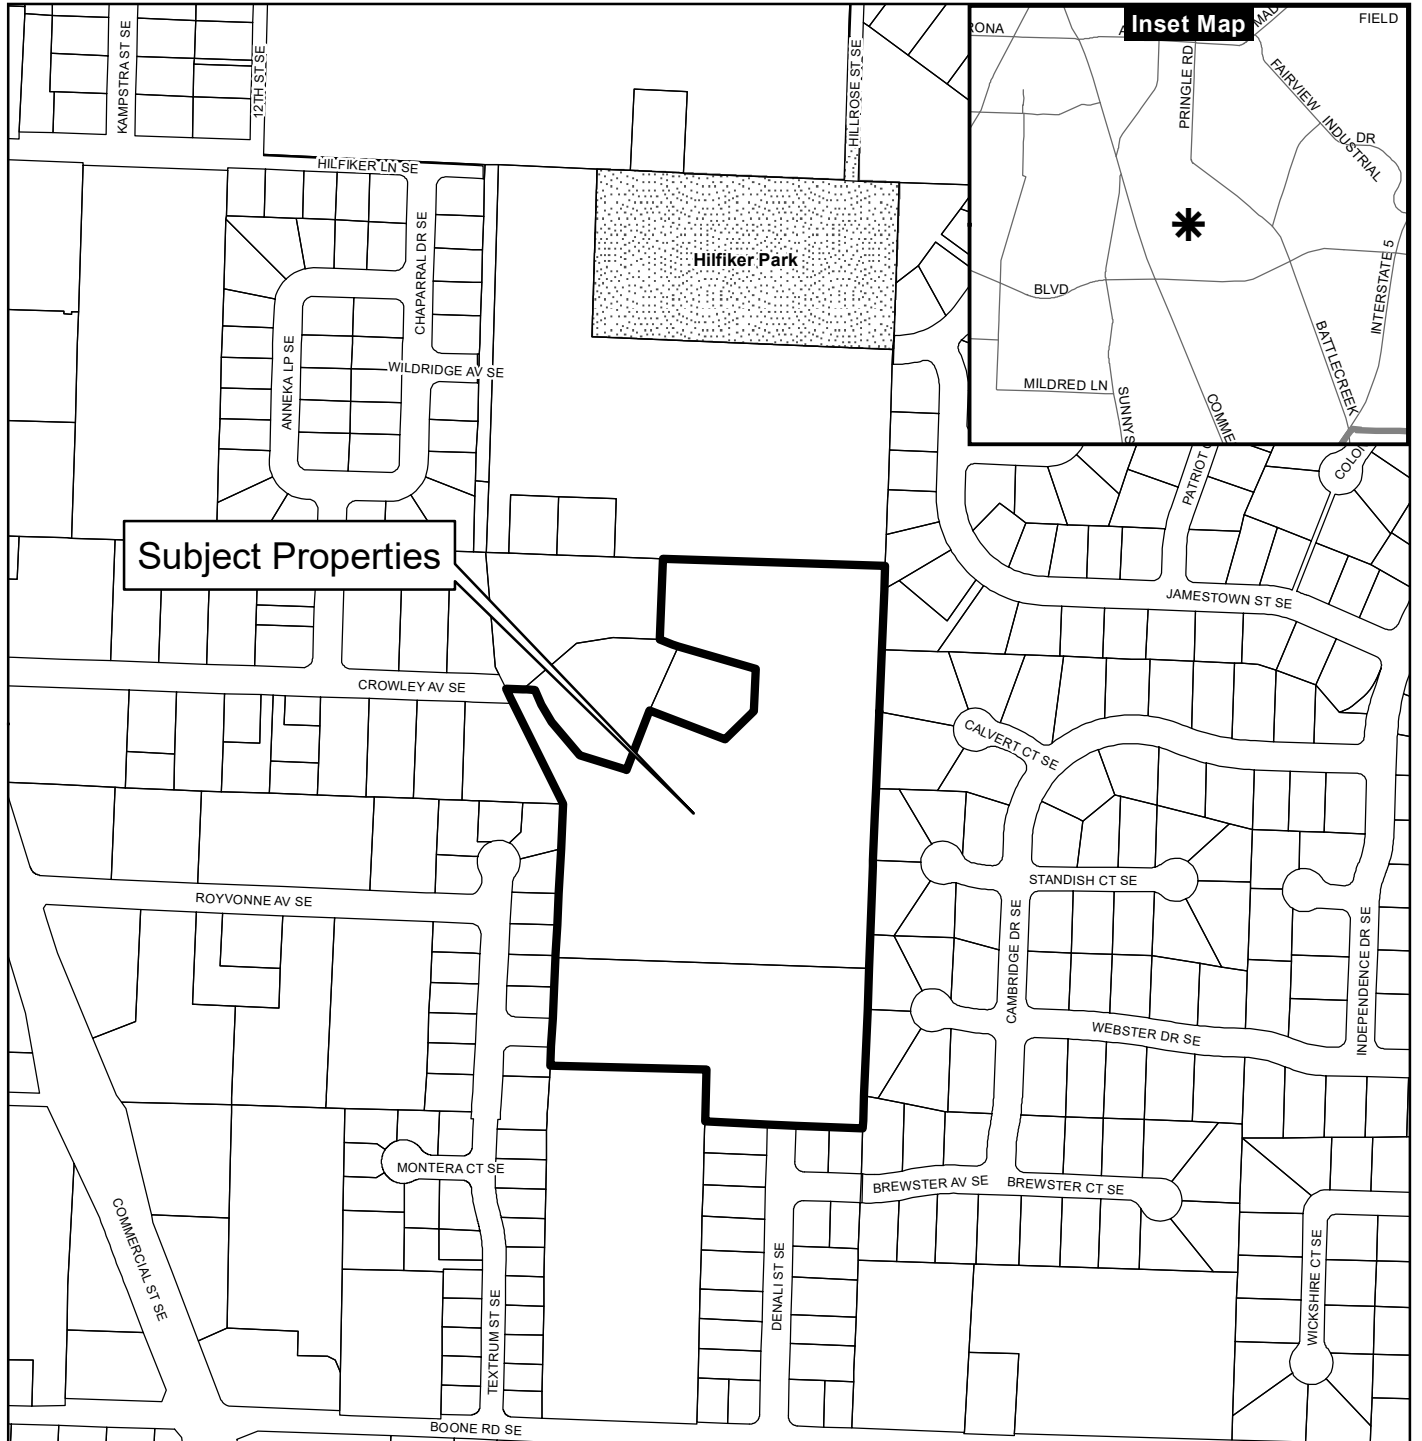 Inset Map
FIELD
RONA
PRINGLE RD
FAIRVIEW INDUSTRIAL
DR
BLVD
INTERSTATE 5
BATTLECREEK
MILDRED LN
SUNNYS
COMME
KAMPSTRA ST SE
12TH ST SE
HILLROSE ST SE
HILFIKER LN SE
CHAPARRAL DR SE
Hilfiker Park
ANNEKA LP SE
WILDRIDGE AV SE
PATRIOT
COLON
Subject Properties
JAMESTOWN ST SE
CROWLEY AV SE
CALVERT CT SE
STANDISH CT SE
ROYVONNE AV SE
CAMBRIDGE DR SE
INDEPENDENCE DR SE
WEBSTER DR SE
MONTERA CT SE
BREWSTER AV SE
BREWSTER CT SE
COMMERCIAL ST SE
DENALI ST SE
WICKSHIRE CT SE
TEXTRUM ST SE
BOONE RD SE